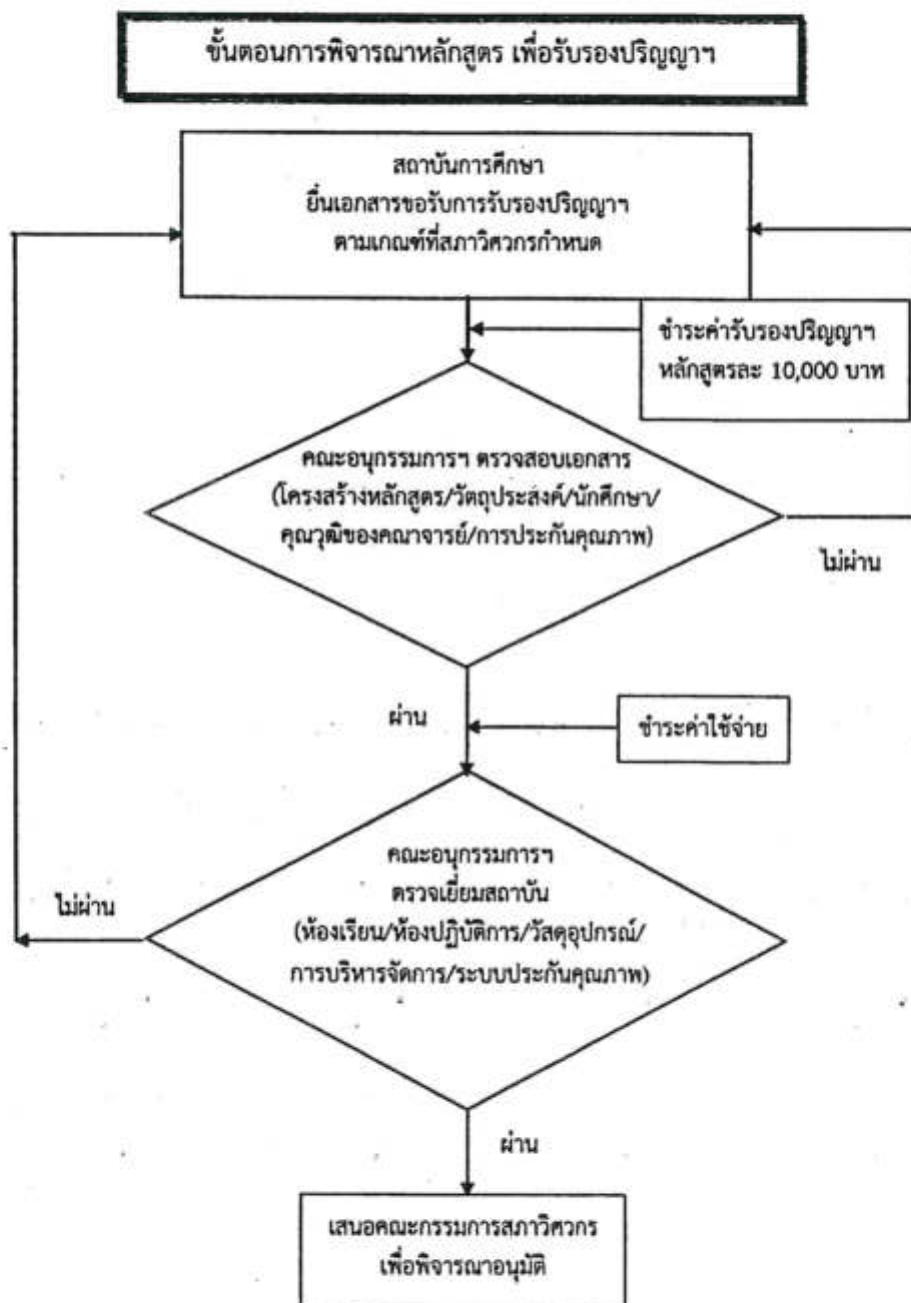 ขั้นตอนการพิจารณาหลักสูตร เพื่อรับรองปริญญาฯ
สถาบันการศึกษา
ยื่นเอกสารขอรับการรับรองปริญญาฯ
ตามเกณฑ์ที่สภาวิศวกรกำหนด
ชำระค่ารับรองปริญญาฯ
หลักสูตรละ 10,000 บาท
คณะอนุกรรมการฯ ตรวจสอบเอกสาร
(โครงสร้างหลักสูตร/วัตถุประสงค์/นักศึกษา/
คุณวุฒิของคณาจารย์/การประกันคุณภาพ)
ไม่ผ่าน
ผ่าน
ชำระค่าใช้จ่าย
คณะอนุกรรมการฯ
ตรวจเยี่ยมสถาบัน
(ห้องเรียน/ห้องปฏิบัติการ/วัสดุอุปกรณ์/
การบริหารจัดการ/ระบบประกันคุณภาพ)
ไม่ผ่าน
ผ่าน
เสนอคณะกรรมการสภาวิศวกร
เพื่อพิจารณาอนุมัติ